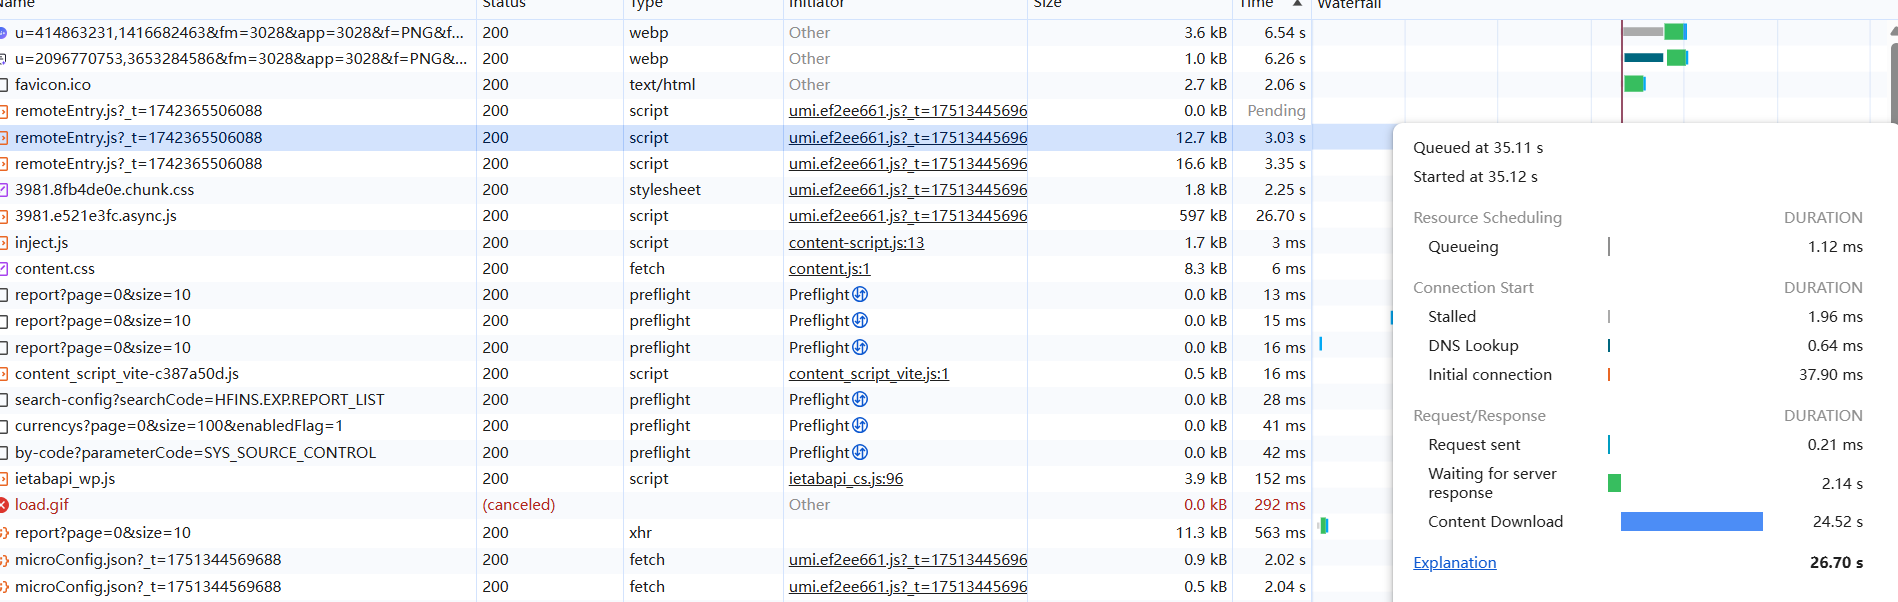 Name Status Type Initiator Size Time Waterfall
u=414863231,1416682463&fm=3028&app=3028&f=PNG&f... 200 webp Other 3.6 kB 6.54 s
u=2096770753,3653284586&fm=3028&app=3028&f=PNG&... 200 webp Other 1.0 kB 6.26 s
favicon.ico 200 text/html Other 2.7 kB 2.06 s
remoteEntry.js?_t=1742365506088 200 script umi.ef2ee661.js?_t=17513445696 0.0 kB Pending
remoteEntry.js?_t=1742365506088 200 script umi.ef2ee661.js?_t=17513445696 12.7 kB 3.03 s
remoteEntry.js?_t=1742365506088 200 script umi.ef2ee661.js?_t=17513445696 16.6 kB 3.35 s
3981.8fb4de0e.chunk.css 200 stylesheet umi.ef2ee661.js?_t=17513445696 1.8 kB 2.25 s
3981.e521e3fc.async.js 200 script umi.ef2ee661.js?_t=17513445696 597 kB 26.70 s
inject.js 200 script content-script.js:13 1.7 kB 3 ms
content.css 200 fetch content.js:1 8.3 kB 6 ms
report?page=0&size=10 200 preflight Preflight 0.0 kB 13 ms
report?page=0&size=10 200 preflight Preflight 0.0 kB 15 ms
report?page=0&size=10 200 preflight Preflight 0.0 kB 16 ms
content_script_vite-c387a50d.js 200 script content_script_vite.js:1 0.5 kB 16 ms
search-config?searchCode=HFINS.EXP.REPORT_LIST 200 preflight Preflight 0.0 kB 28 ms
currencys?page=0&size=100&enabledFlag=1 200 preflight Preflight 0.0 kB 41 ms
by-code?parameterCode=SYS_SOURCE_CONTROL 200 preflight Preflight 0.0 kB 42 ms
ietabapi_wp.js 200 script ietabapi_cs.js:96 3.9 kB 152 ms
load.gif (canceled) Other 0.0 kB 292 ms
report?page=0&size=10 200 xhr 11.3 kB 563 ms
microConfig.json?_t=1751344569688 200 fetch umi.ef2ee661.js?_t=17513445696 0.9 kB 2.02 s
microConfig.json?_t=1751344569688 200 fetch umi.ef2ee661.js?_t=17513445696 0.5 kB 2.04 s
Queued at 35.11 s
Started at 35.12 s
Resource Scheduling DURATION
Queueing 1.12 ms
Connection Start DURATION
Stalled 1.96 ms
DNS Lookup 0.64 ms
Initial connection 37.90 ms
Request/Response DURATION
Request sent 0.21 ms
Waiting for server
response 2.14 s
Content Download 24.52 s
Explanation 26.70 s